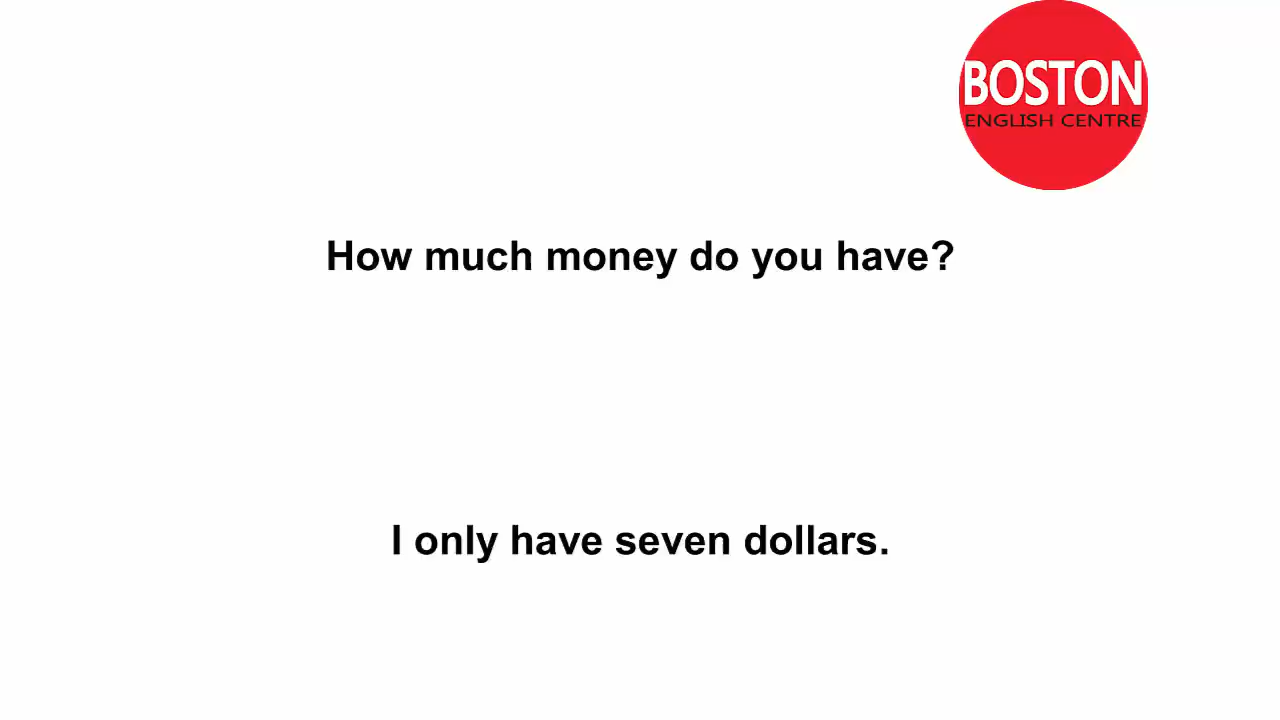 BOSTON
ENGLISH CENTRE
How much money do you have?
I only have seven dollars.